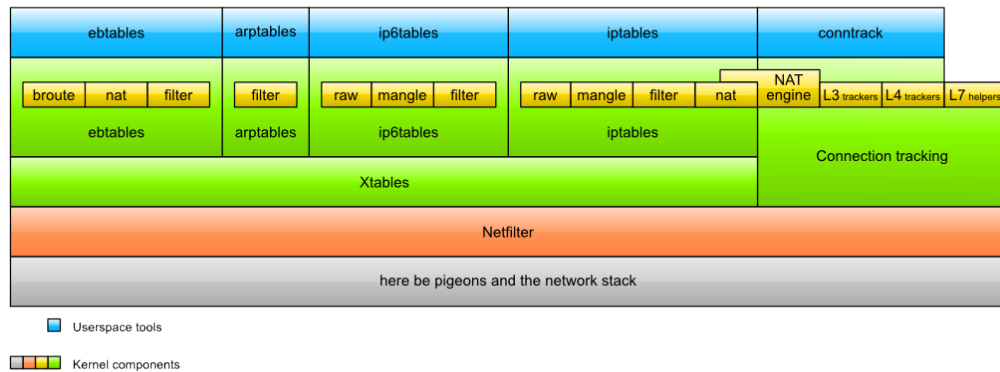 ebtables
arptables
ip6tables
iptables
conntrack
broute nat filter
filter
raw mangle filter
raw mangle filter nat
NAT
engine
L3 trackers
L4 trackers
L7 helpers
ebtables
arptables
ip6tables
iptables
Connection tracking
Xtables
Netfilter
here be pigeons and the network stack
Userspace tools
Kernel components